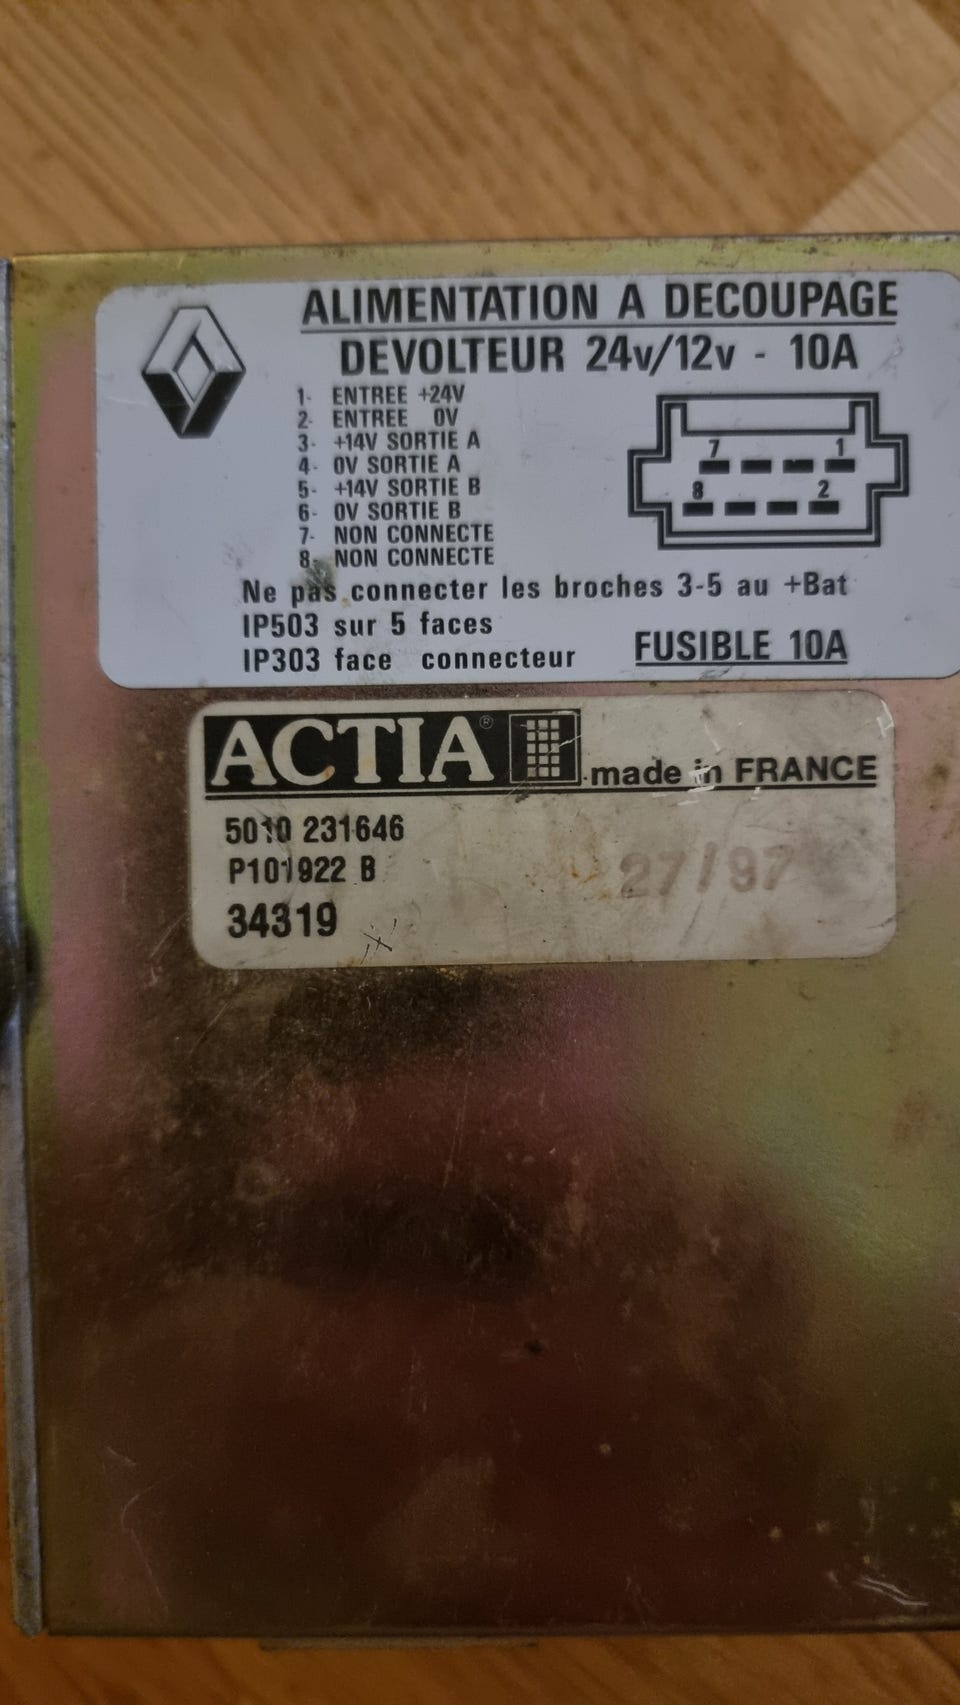 ALIMENTATION A DECOUPAGE
DEVOLTEUR 24v/12v - 10A
1- ENTREE +24V
2- ENTREE 0V
3- +14V SORTIE A
4- 0V SORTIE A
5- +14V SORTIE B
6- 0V SORTIE B
7- NON CONNECTE
8- NON CONNECTE
7 1
8 2
Ne pas connecter les broches 3-5 au +Bat
IP503 sur 5 faces
IP303 face connecteur
FUSIBLE 10A
ACTIA® made in FRANCE
5010 231646
P101922 B
27/97
34319